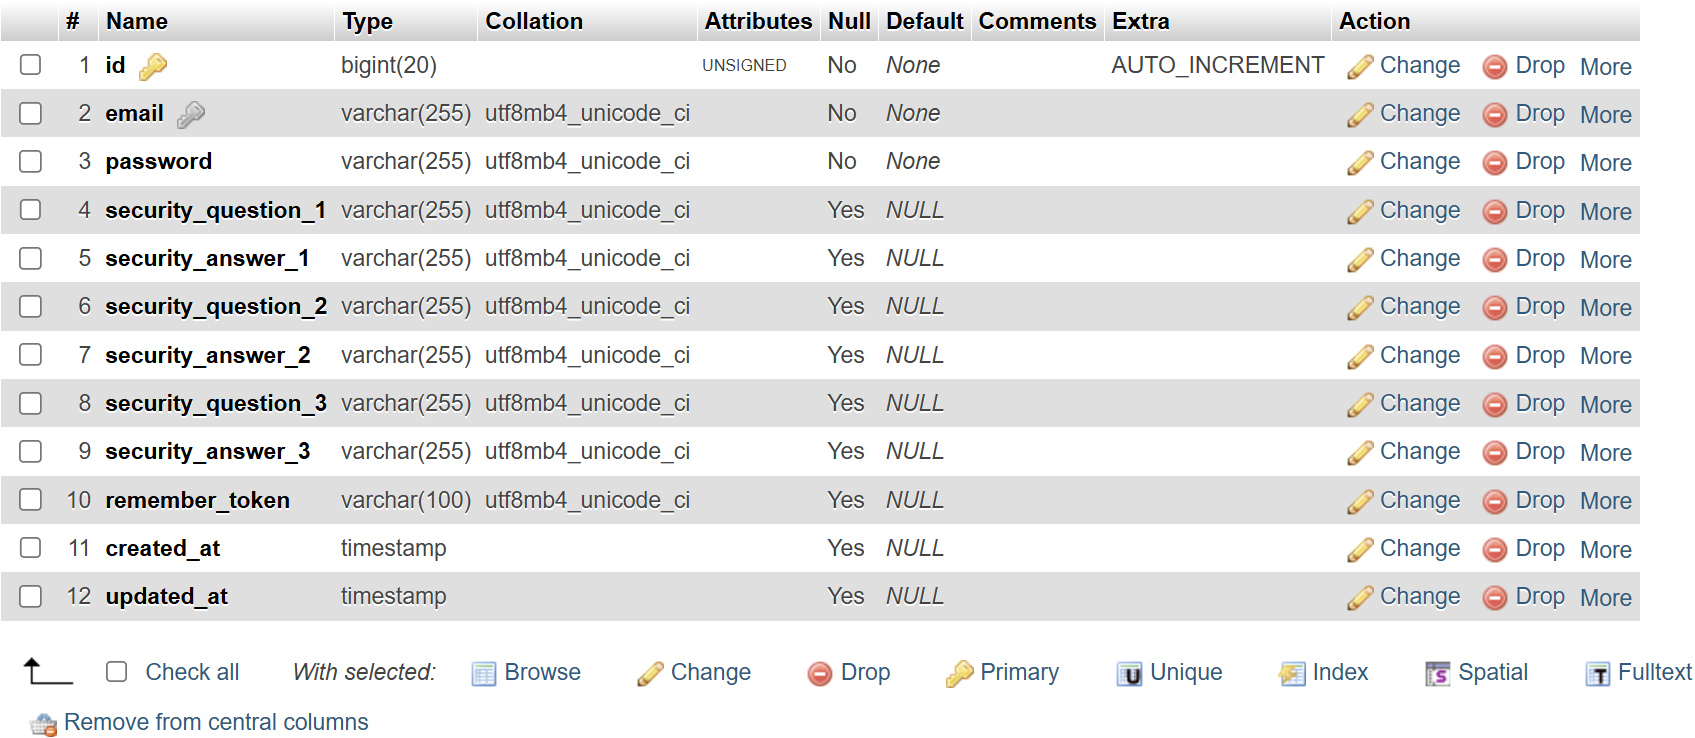 # Name Type Collation Attributes Null Default Comments Extra Action
1 id bigint(20) UNSIGNED No None AUTO_INCREMENT Change Drop More
2 email varchar(255) utf8mb4_unicode_ci No None Change Drop More
3 password varchar(255) utf8mb4_unicode_ci No None Change Drop More
4 security_question_1 varchar(255) utf8mb4_unicode_ci Yes NULL Change Drop More
5 security_answer_1 varchar(255) utf8mb4_unicode_ci Yes NULL Change Drop More
6 security_question_2 varchar(255) utf8mb4_unicode_ci Yes NULL Change Drop More
7 security_answer_2 varchar(255) utf8mb4_unicode_ci Yes NULL Change Drop More
8 security_question_3 varchar(255) utf8mb4_unicode_ci Yes NULL Change Drop More
9 security_answer_3 varchar(255) utf8mb4_unicode_ci Yes NULL Change Drop More
10 remember_token varchar(100) utf8mb4_unicode_ci Yes NULL Change Drop More
11 created_at timestamp Yes NULL Change Drop More
12 updated_at timestamp Yes NULL Change Drop More
Check all With selected: Browse Change Drop Primary Unique Index Spatial Fulltext
Remove from central columns